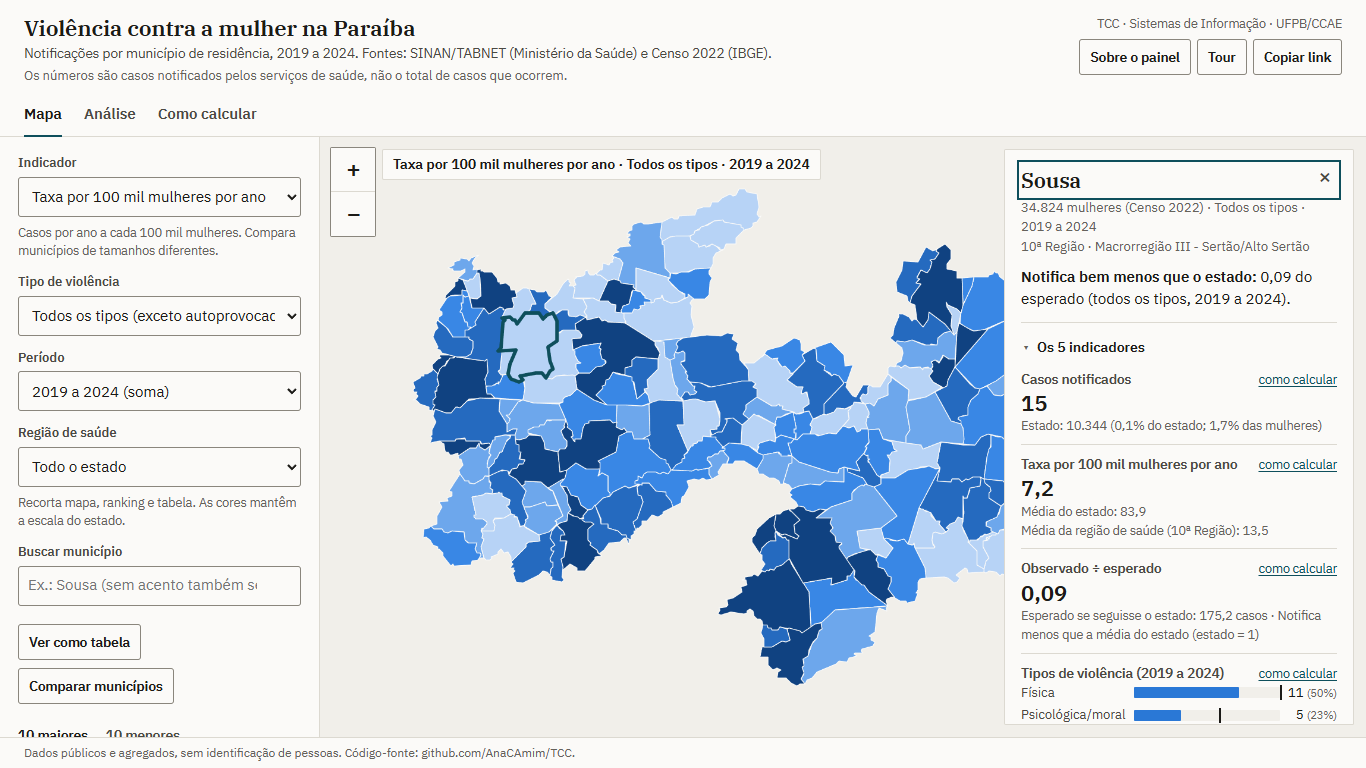 Violência contra a mulher na Paraíba
Notificações por município de residência, 2019 a 2024. Fontes: SINAN/TABNET (Ministério da Saúde) e Censo 2022 (IBGE).
Os números são casos notificados pelos serviços de saúde, não o total de casos que ocorrem.
TCC · Sistemas de Informação · UFPB/CCAE
Sobre o painel
Tour
Copiar link
Mapa
Análise
Como calcular
Indicador
Taxa por 100 mil mulheres por ano
Casos por ano a cada 100 mil mulheres. Compara
municípios de tamanhos diferentes.
Tipo de violência
Todos os tipos (exceto autoprovocac
Período
2019 a 2024 (soma)
Região de saúde
Todo o estado
Recorta mapa, ranking e tabela. As cores mantêm
a escala do estado.
Buscar município
Ex.: Sousa (sem acento também se
Ver como tabela
Comparar municípios
10 maiores
10 menores
+
−
Taxa por 100 mil mulheres por ano · Todos os tipos · 2019 a 2024
Sousa
×
34.824 mulheres (Censo 2022) · Todos os tipos ·
2019 a 2024
10ª Região · Macrorregião III - Sertão/Alto Sertão
Notifica bem menos que o estado: 0,09 do
esperado (todos os tipos, 2019 a 2024).
Os 5 indicadores
Casos notificados
como calcular
15
Estado: 10.344 (0,1% do estado; 1,7% das mulheres)
Taxa por 100 mil mulheres por ano
como calcular
7,2
Média do estado: 83,9
Média da região de saúde (10ª Região): 13,5
Observado ÷ esperado
como calcular
0,09
Esperado se seguisse o estado: 175,2 casos · Notifica
menos que a média do estado (estado = 1)
Tipos de violência (2019 a 2024)
como calcular
Física
11 (50%)
Psicológica/moral
5 (23%)
Dados públicos e agregados, sem identificação de pessoas. Código-fonte: github.com/AnaCAmim/TCC.